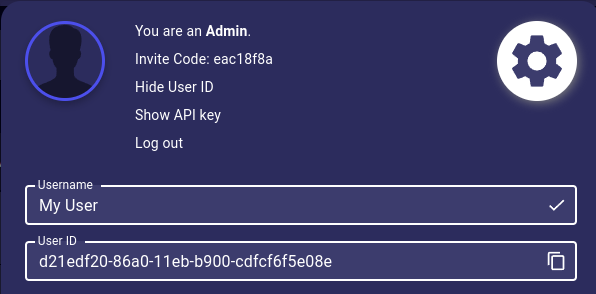 You are an Admin.
Invite Code: eac18f8a
Hide User ID
Show API key
Log out
Username
My User
User ID
d21edf20-86a0-11eb-b900-cdfcf6f5e08e